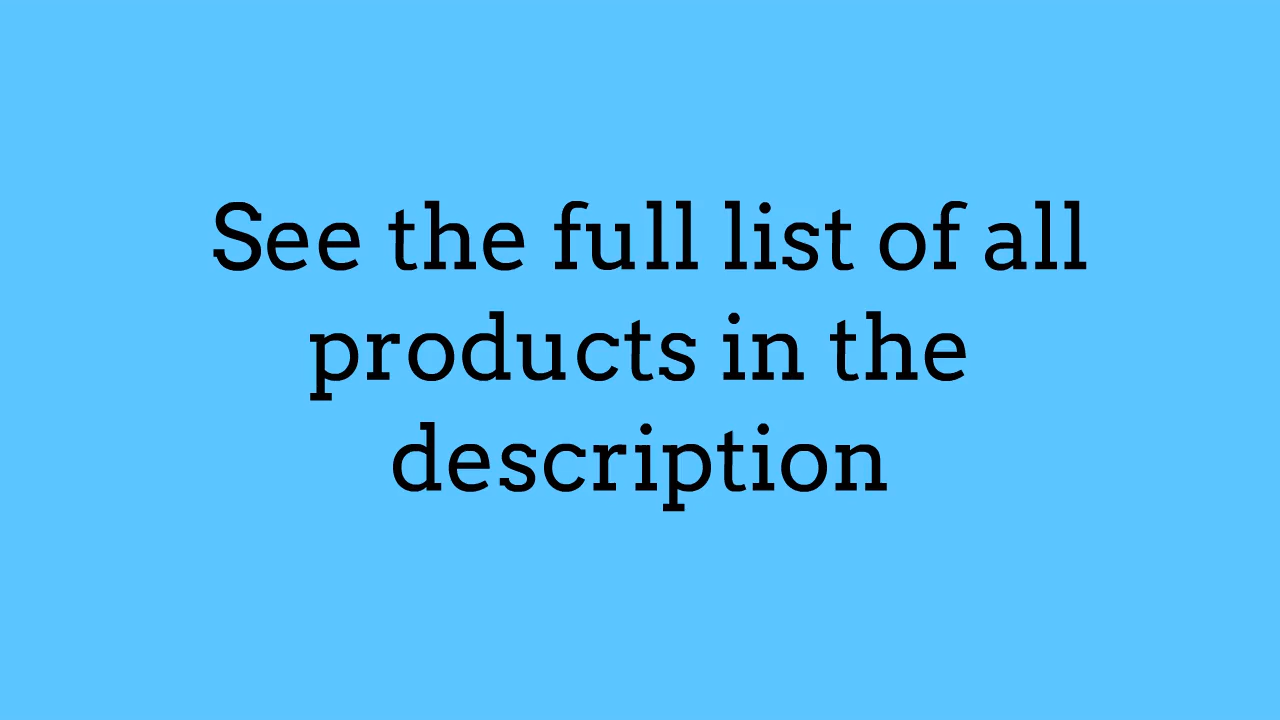 See the full list of all
products in the
description